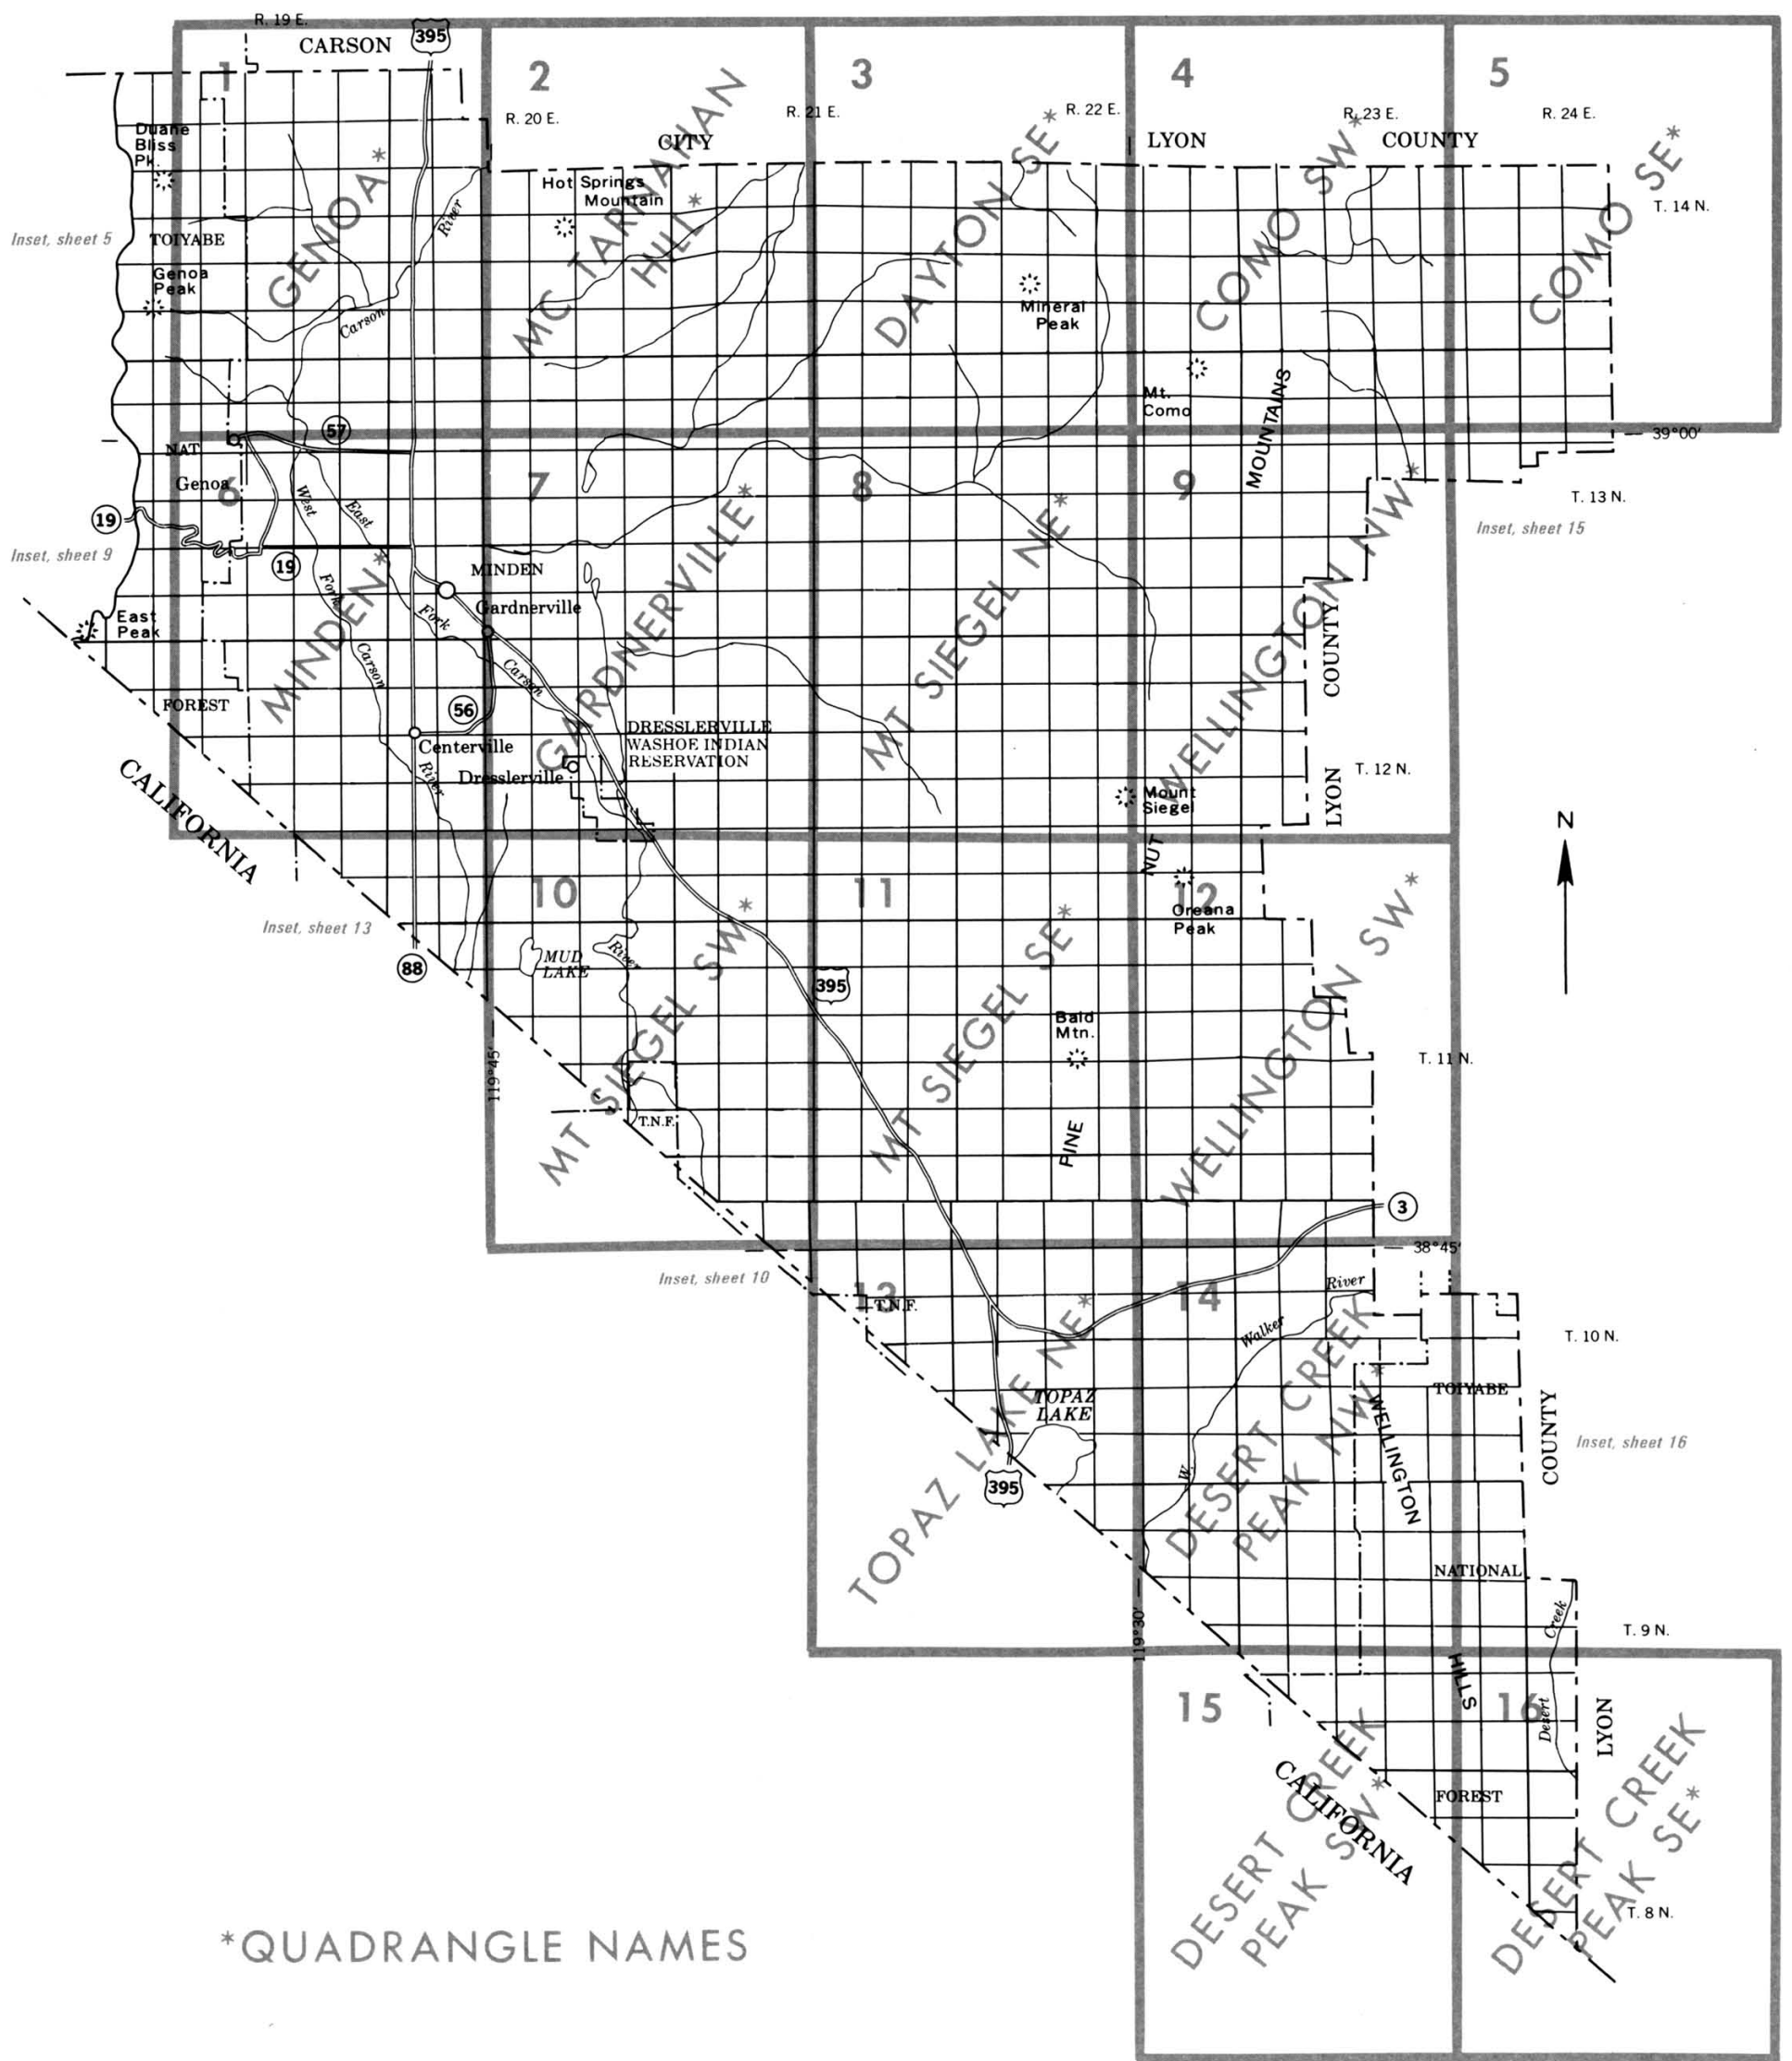 R. 19 E.
CARSON
395
1
2
3
4
5
R. 20 E.
R. 21 E.
R. 22 E.
R. 23 E.
R. 24 E.
CITY
LYON
COUNTY
Duane
Bliss
Pk.
Hot Springs
Mountain
River
T. 14 N.
Inset, sheet 5
TOIYABE
GENOA*
MC TARNAHAN
HILL*
DAYTON SE*
COMO SW*
COMO SE*
Genoa
Peak
Carson
Mineral
Peak
Mt.
Como
MOUNTAINS
57
39°00'
NAT
Genoa
6
7
8
9
T. 13 N.
Inset, sheet 15
19
West
East
Inset, sheet 9
19
MINDEN
Gardnerville
Fork
Fork
East
Peak
MINDEN*
GARDNERVILLE*
MT SIEGEL NE*
WELLINGTON NW*
COUNTY
Carson
Carson
FOREST
56
Centerville
DRESSLERVILLE
WASHOE INDIAN
RESERVATION
Dresslerville
River
T. 12 N.
LYON
Mount
Siegel
CALIFORNIA
N
NUT
10
11
12
Oreana
Peak
Inset, sheet 13
88
MUD
LAKE
River
395
Bald
Mtn.
MT SIEGEL SW*
MT SIEGEL SE*
WELLINGTON SW*
T. 11 N.
119°45'
T.N.F.
PINE
3
38°45'
Inset, sheet 10
13
T.N.F.
14
River
Walker
T. 10 N.
TOPAZ LAKE NE*
DESERT CREEK
PEAK NW*
TOIYABE
TOPAZ
LAKE
WELLINGTON
COUNTY
Inset, sheet 16
W.
395
NATIONAL
Creek
119°30'
T. 9 N.
HILLS
15
16
Desert
LYON
CALIFORNIA
FOREST
DESERT CREEK
PEAK SW*
DESERT CREEK
PEAK SE*
T. 8 N.
*QUADRANGLE NAMES